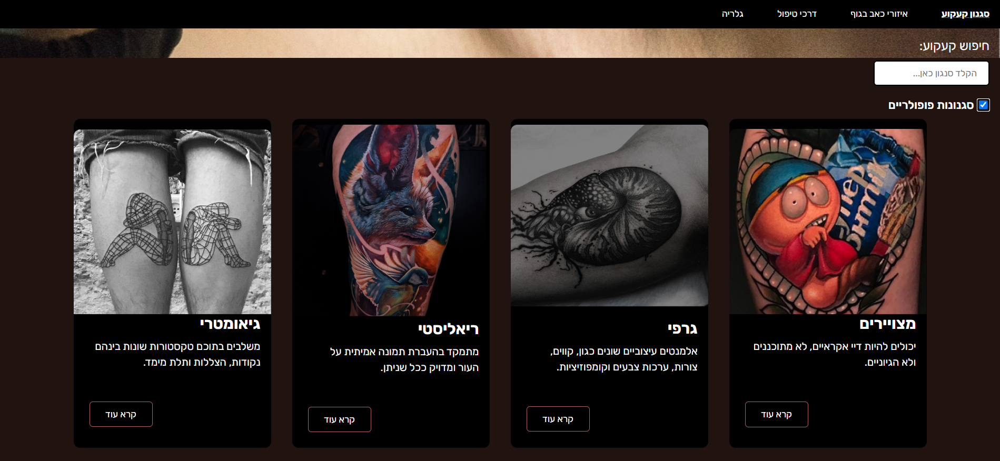 סגנון קעקוע
איזורי כאב בגוף
דרכי טיפול
גלריה
חיפוש קעקוע:
הקלד סנגון כאן...
סגנונות פופולריים
מצויירים
יכולים להיות דיי אקראיים, לא מתוכננים
ולא הגיוניים.
קרא עוד
גרפי
אלמנטים עיצוביים שונים כגון, קווים,
צורות, ערכות צבעים וקומפוזיציות.
קרא עוד
ריאליסטי
מתמקד בהעברת תמונה אמיתית על
העור ומדויק ככל שניתן.
קרא עוד
גיאומטרי
משלבים בתוכם טקסטורות שונות בינהם
נקודות, הצללות ותלת מימד.
קרא עוד